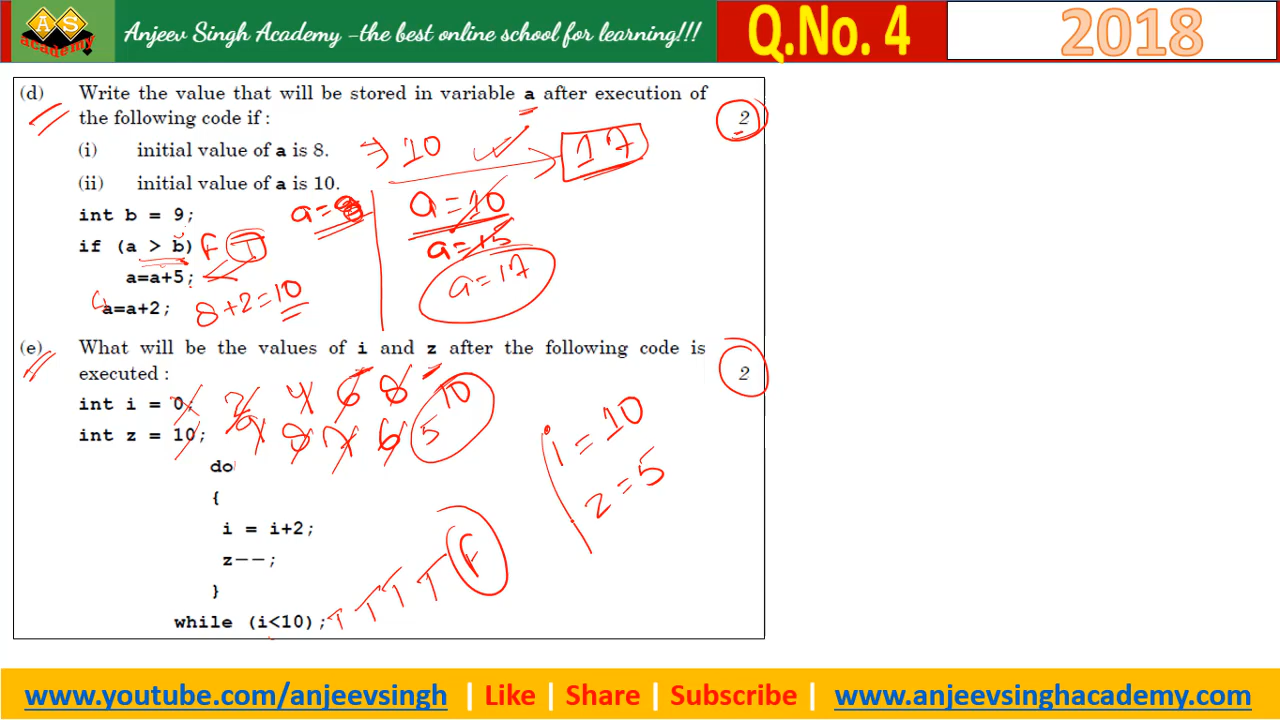 AS
academy
Anjeev Singh Academy -the best online school for learning!!!
Q.No. 4
2018
(d) Write the value that will be stored in variable a after execution of
the following code if :
2
(i) initial value of a is 8.
⇒ 10
17
(ii) initial value of a is 10.
int b = 9;
a = 8
a = 10
if (a > b)
F T
a = 15
a=a+5;
a = 17
a=a+2;
8+2=10
(e) What will be the values of i and z after the following code is
executed :
2
int i = 0;
2 4 6 8 10
int z = 10;
9 8 7 6 5
i = 10
z = 5
do
{
i = i+2;
z--;
}
while (i<10);
T T T T F
www.youtube.com/anjeevsingh | Like | Share | Subscribe | www.anjeevsinghacademy.com